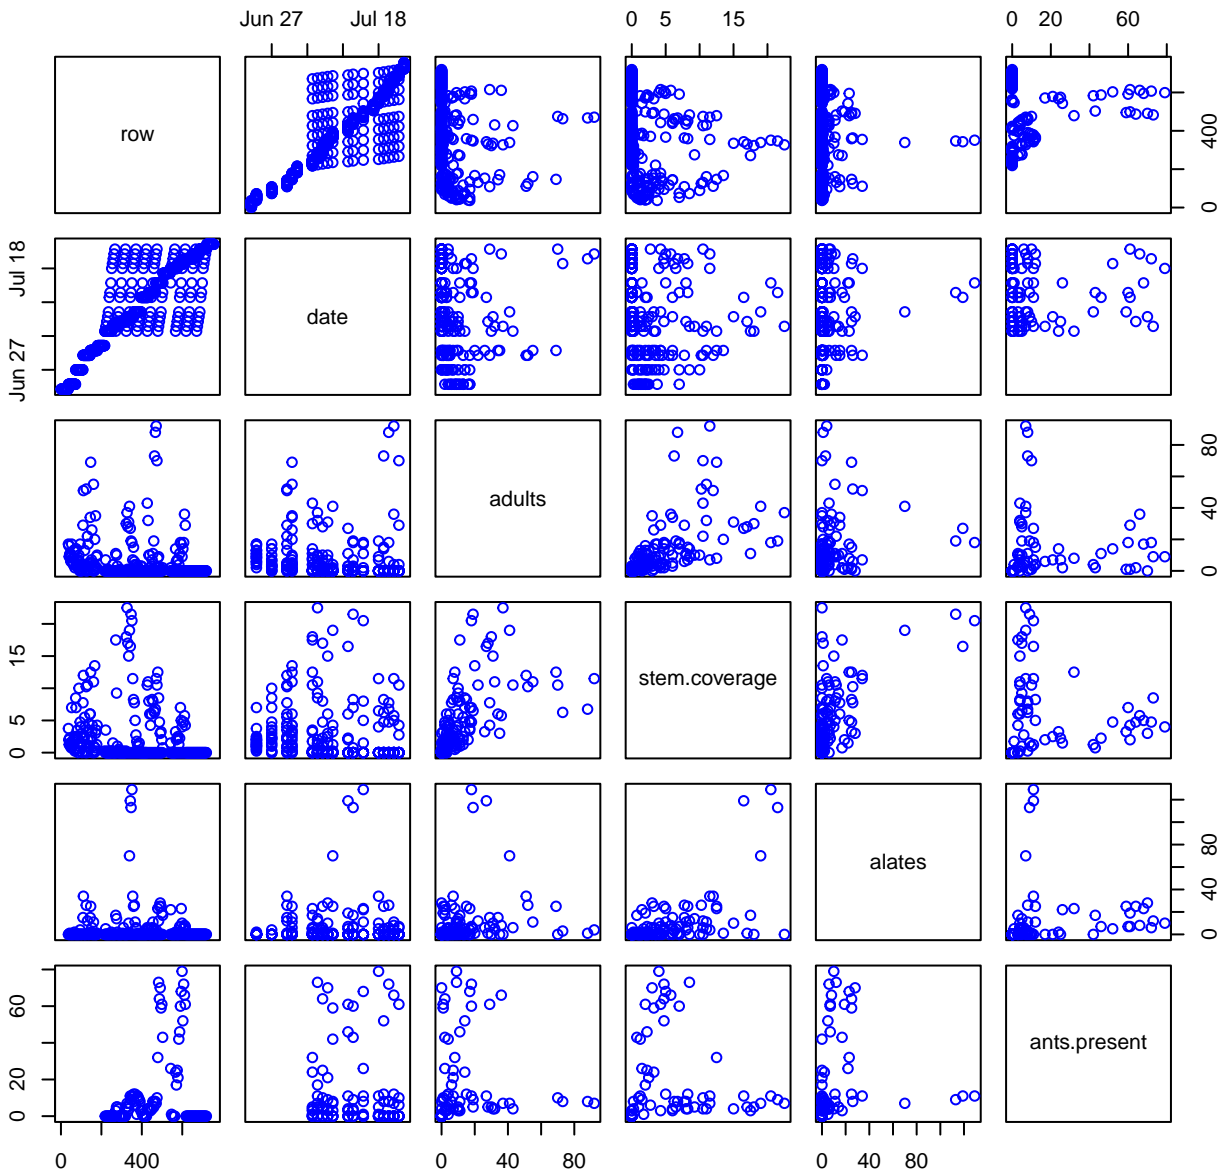 Jun 27 Jul 18 0 5 15 0 20 60
row 0 400
Jun 27 Jul 18 date
adults 0 40 80
0 5 15 stem.coverage
alates 0 40 80
0 20 60 ants.present
0 400 0 40 80 0 40 80